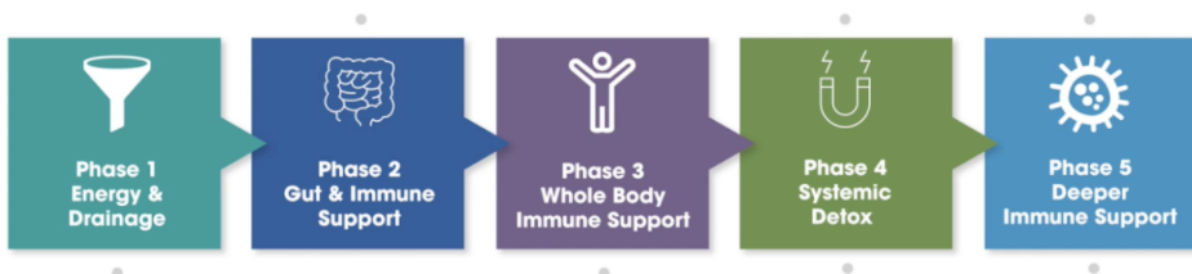 Phase 1
Energy &
Drainage
Phase 2
Gut & Immune
Support
Phase 3
Whole Body
Immune Support
Phase 4
Systemic
Detox
Phase 5
Deeper
Immune Support